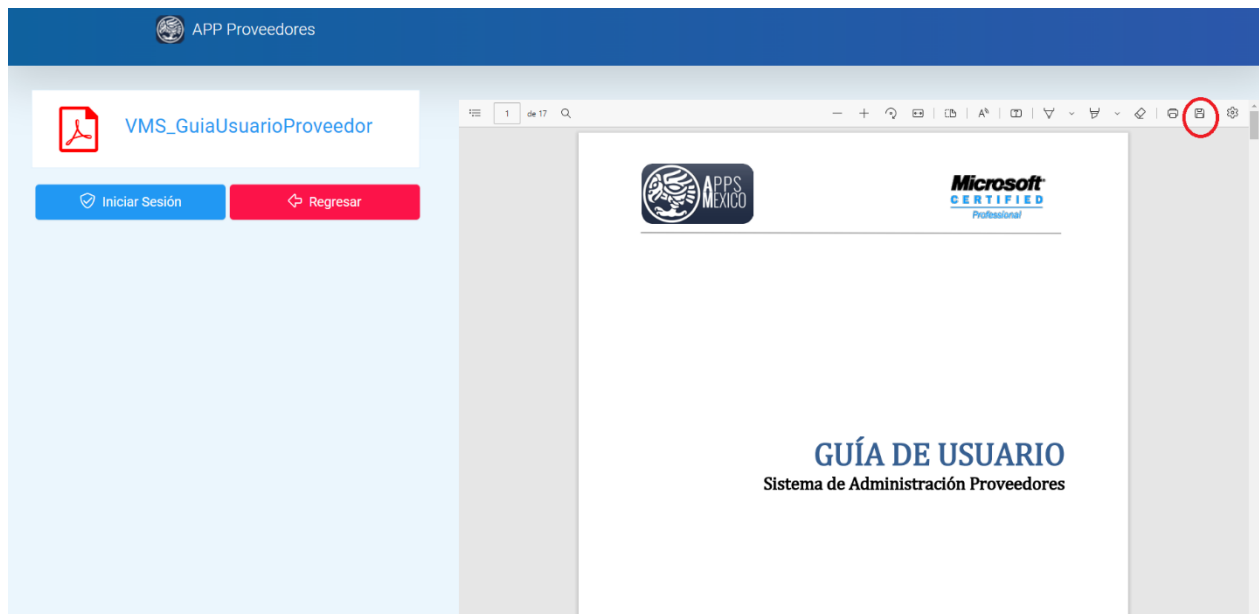 APP Proveedores
VMS_GuiaUsuarioProveedor
Iniciar Sesión
Regresar
1 de 17
APPS
MEXICO
Microsoft
CERTIFIED
Professional
GUÍA DE USUARIO
Sistema de Administración Proveedores